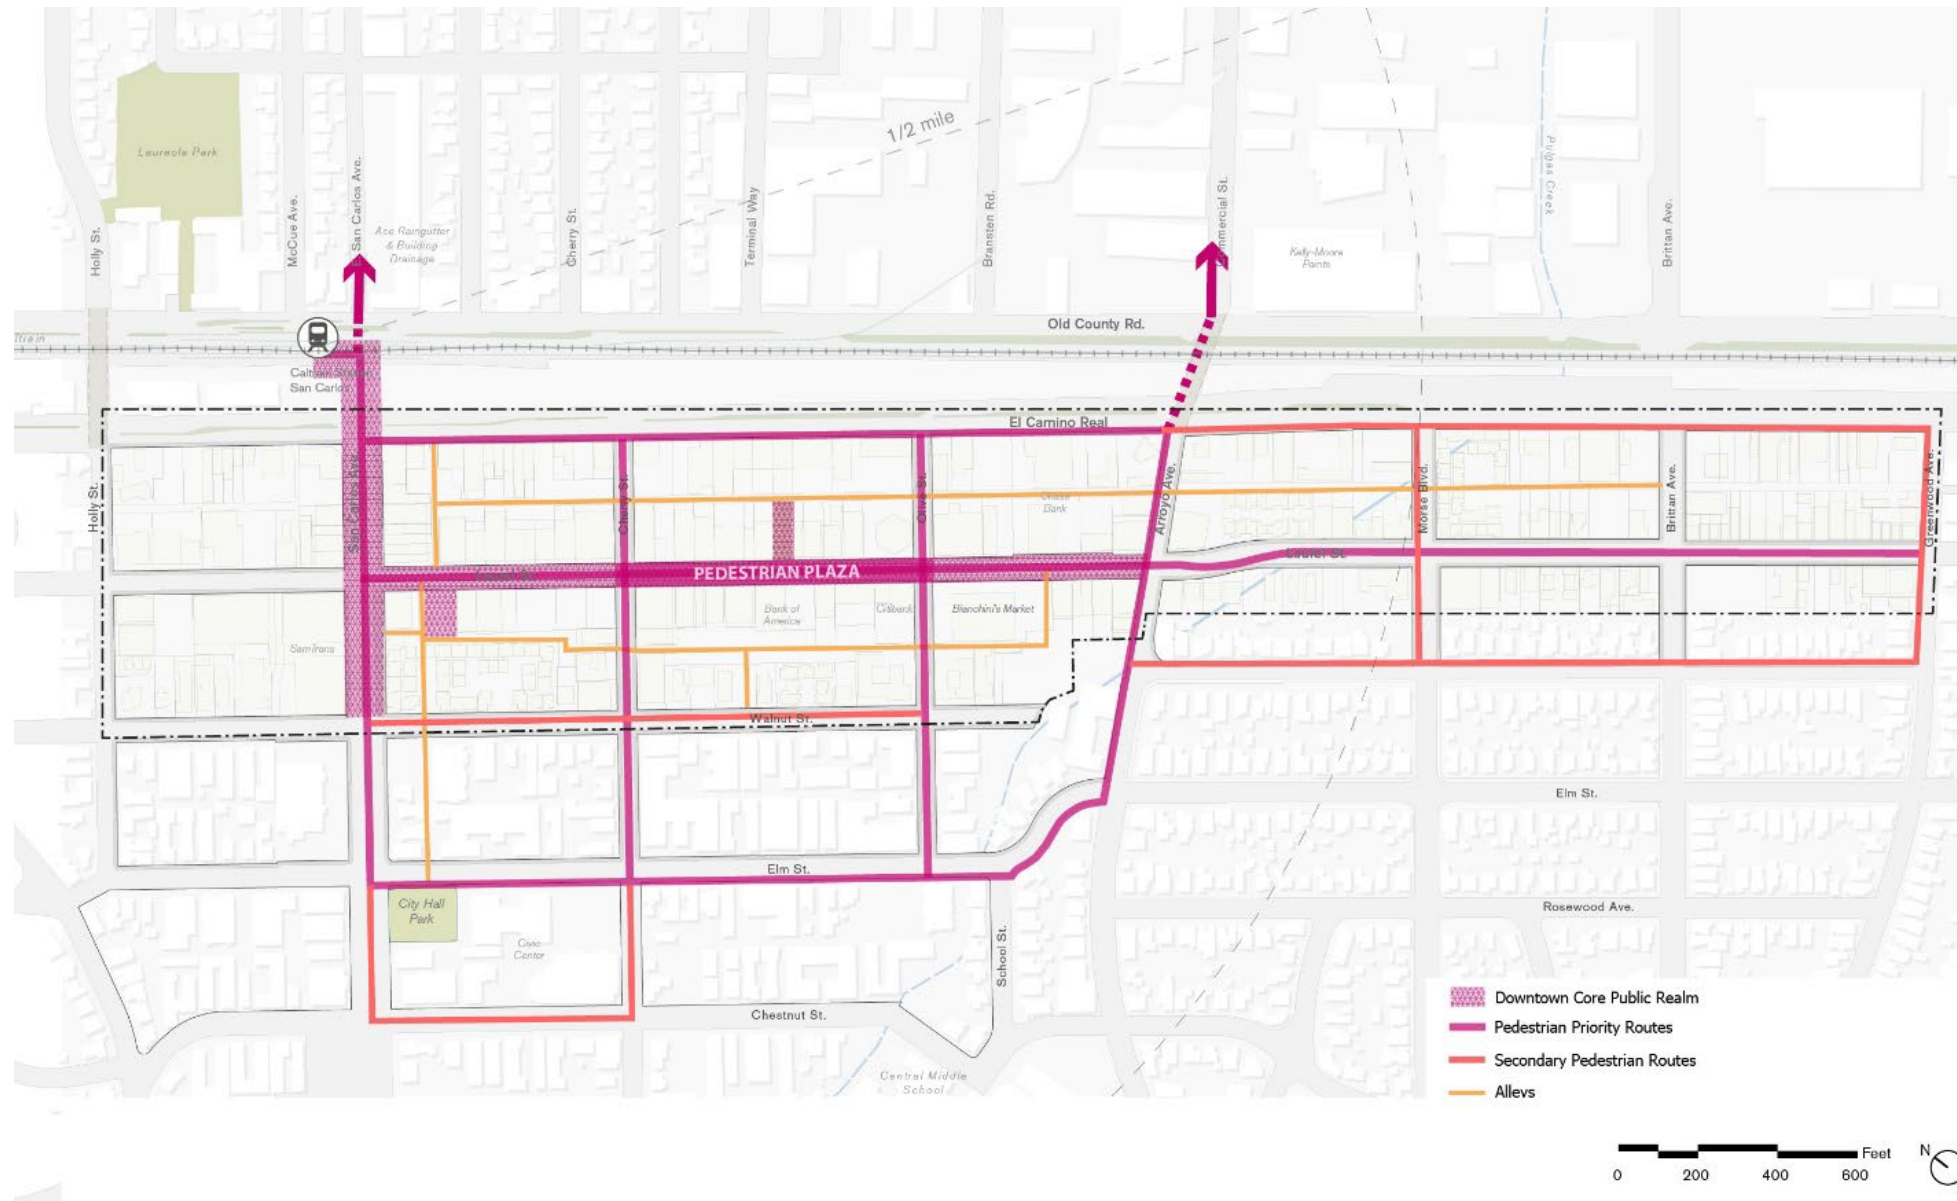 1/2 mile
Laureola Park
Holly St.
McCue Ave.
San Carlos Ave.
Ace Raingutter
& Building
Drainage
Cherry St.
Terminal Way
Bransten Rd.
Commercial St.
Kelly-Moore
Paints
Pulgas Creek
Brittan Ave.
Old County Rd.
San Carlos
El Camino Real
Holly St.
San Carlos Ave.
Cherry St.
Olive St.
Chase
Bank
Arroyo Ave.
Morse Blvd.
Brittan Ave.
Greenwood Ave.
Laurel St.
Laurel St.
PEDESTRIAN PLAZA
Bank of
America
Citibank
Bianchini's Market
SamTrans
Walnut St.
Elm St.
Elm St.
City Hall
Park
Civic
Center
School St.
Rosewood Ave.
Chestnut St.
Central Middle
School
Downtown Core Public Realm
Pedestrian Priority Routes
Secondary Pedestrian Routes
Alleys
Feet
0 200 400 600
N